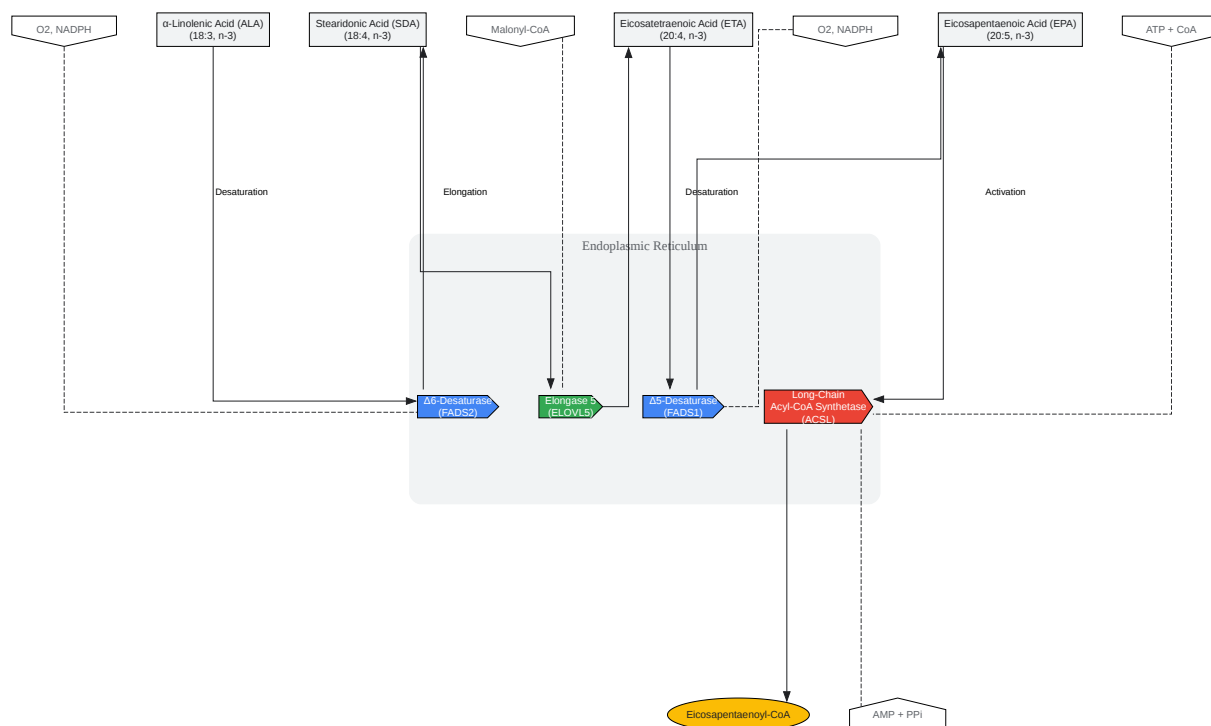 O2, NADPH
α-Linolenic Acid (ALA)
(18:3, n-3)
Stearidonic Acid (SDA)
(18:4, n-3)
Malonyl-CoA
Eicosatetraenoic Acid (ETA)
(20:4, n-3)
O2, NADPH
Eicosapentaenoic Acid (EPA)
(20:5, n-3)
ATP + CoA
Desaturation
Elongation
Desaturation
Activation
Endoplasmic Reticulum
Δ6-Desaturase
(FADS2)
Elongase 5
(ELOVL5)
Δ5-Desaturase
(FADS1)
Long-Chain
Acyl-CoA Synthetase
(ACSL)
Eicosapentaenoyl-CoA
AMP + PPi